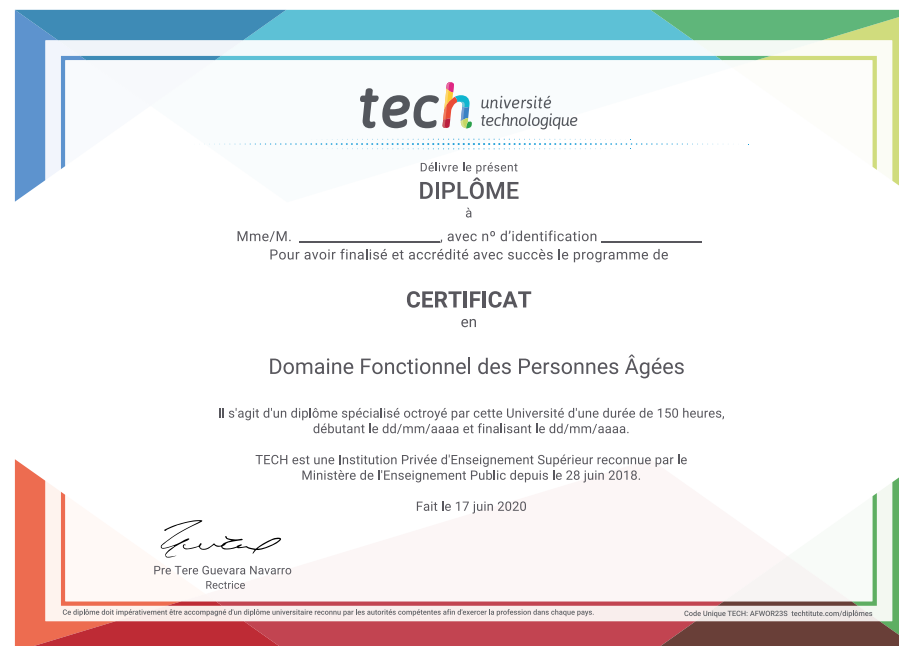 tech université
technologique
Délivre le présent
DIPLÔME
à
Mme/M. ____________________, avec nº d'identification ______________
Pour avoir finalisé et accrédité avec succès le programme de
CERTIFICAT
en
Domaine Fonctionnel des Personnes Âgées
Il s'agit d'un diplôme spécialisé octroyé par cette Université d'une durée de 150 heures,
débutant le dd/mm/aaaa et finalisant le dd/mm/aaaa.
TECH est une Institution Privée d'Enseignement Supérieur reconnue par le
Ministère de l'Enseignement Public depuis le 28 juin 2018.
Fait le 17 juin 2020
Pre Tere Guevara Navarro
Rectrice
Ce diplôme doit impérativement être accompagné d'un diplôme universitaire reconnu par les autorités compétentes afin d'exercer la profession dans chaque pays.
Code Unique TECH: AFWOR23S techtitute.com/diplômes